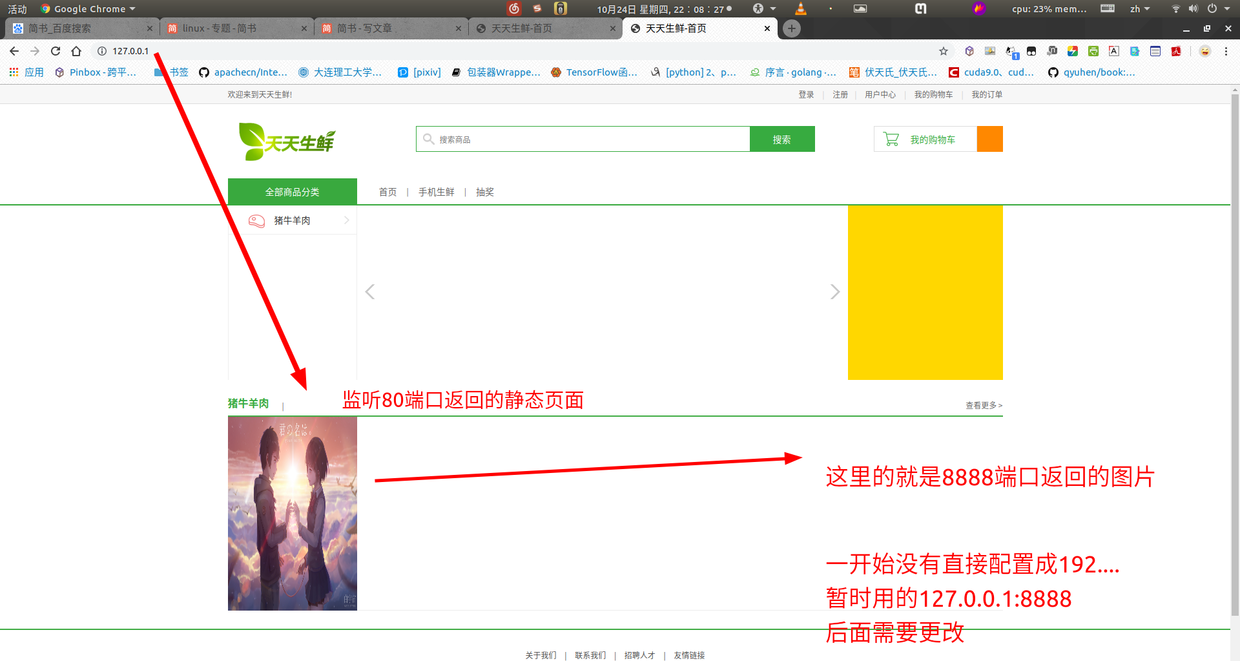 活动 Google Chrome 10月24日 星期四, 22：08：27 cpu: 23% mem... zh
简书_百度搜索 linux - 专题 - 简书 简书 - 写文章 天天生鲜-首页 天天生鲜-首页
127.0.0.1
应用 Pinbox - 跨平... 书签 apachecn/Inte... 大连理工大学... [pixiv] 包装器Wrappe... TensorFlow函... [python] 2、p... 序言 · golang ·... 伏天氏_伏天氏... cuda9.0、cud... qyuhen/book:...
欢迎来到天天生鲜! 登录 | 注册 | 用户中心 | 我的购物车 | 我的订单
天天生鲜 搜索商品 搜索 我的购物车
全部商品分类 首页 | 手机生鲜 | 抽奖
猪牛羊肉
监听80端口返回的静态页面
猪牛羊肉 | 查看更多 >
这里的就是8888端口返回的图片
一开始没有直接配置成192....
暂时用的127.0.0.1:8888
后面需要更改
关于我们 | 联系我们 | 招聘人才 | 友情链接